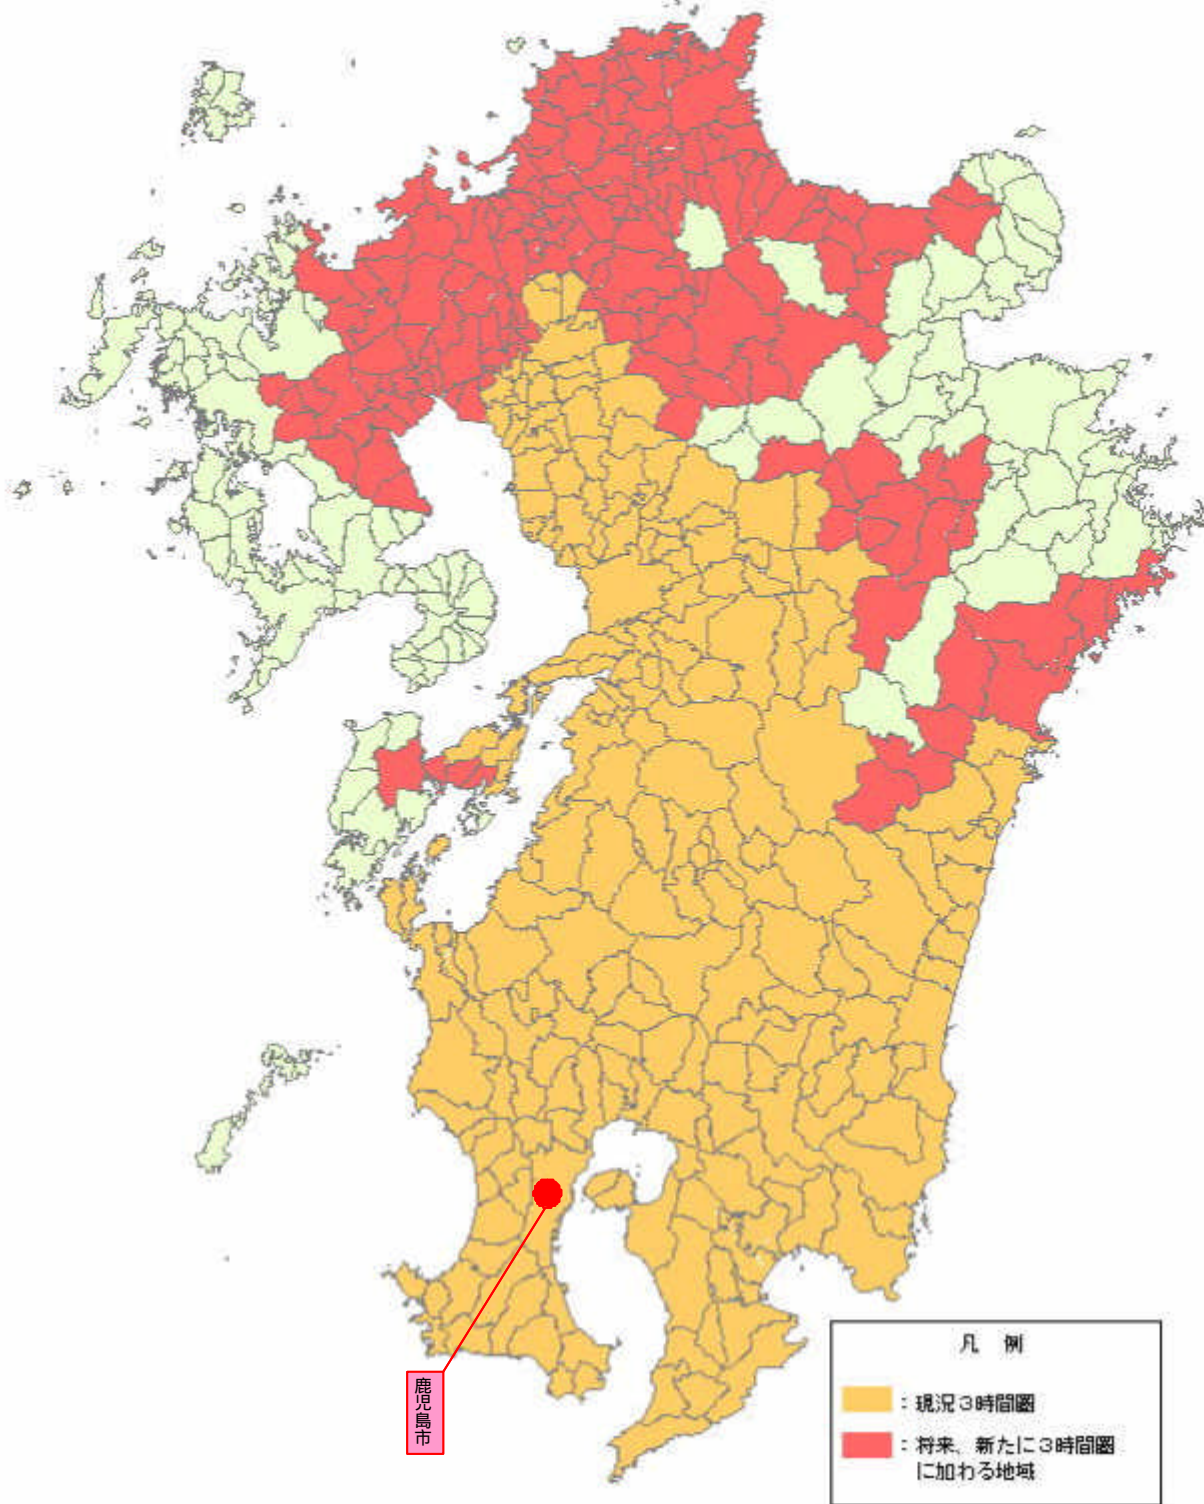 鹿児島市
凡 例
：現況３時間圏
：将来、新たに３時間圏
に加わる地域